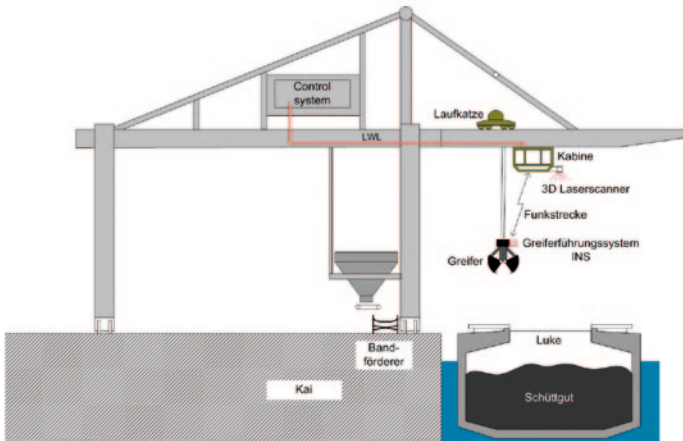 Control
system
Laufkatze
LWL
Kabine
3D Laserscanner
Funkstrecke
Greiferführungssystem
INS
Greifer
Band-
förderer
Luke
Kai
Schüttgut